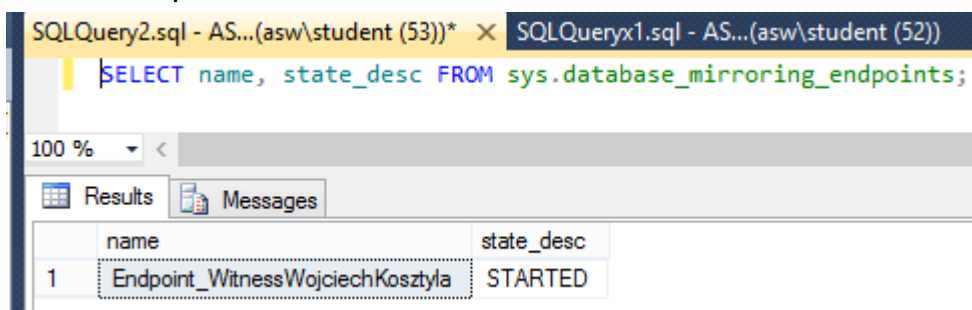 SQLQuery2.sql - AS...(asw\student (53))* SQLQueryx1.sql - AS...(asw\student (52))
SELECT name, state_desc FROM sys.database_mirroring_endpoints;
100 %
Results Messages
name state_desc
1 Endpoint_WitnessWojciechKosztyla STARTED